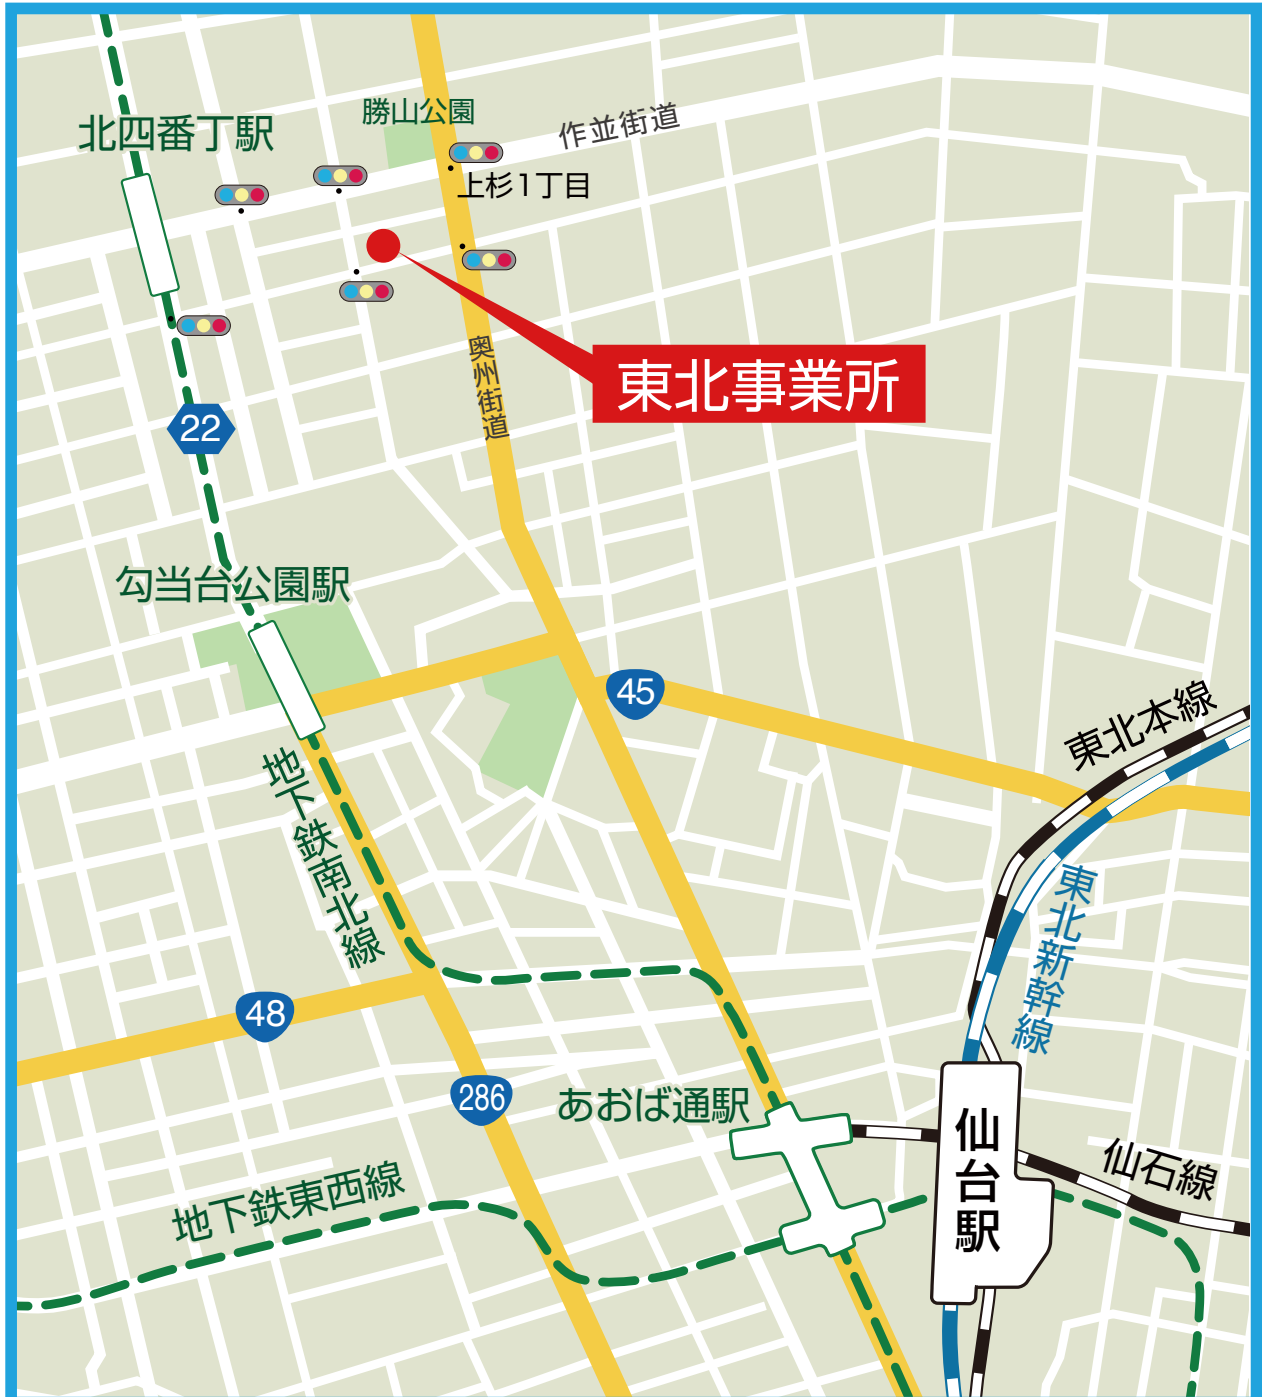 勝山公園
北四番丁駅
作並街道
上杉1丁目
奥州街道
東北事業所
22
勾当台公園駅
45
東北本線
地下鉄南北線
東北新幹線
48
286
あおば通駅
仙台駅
仙石線
地下鉄東西線